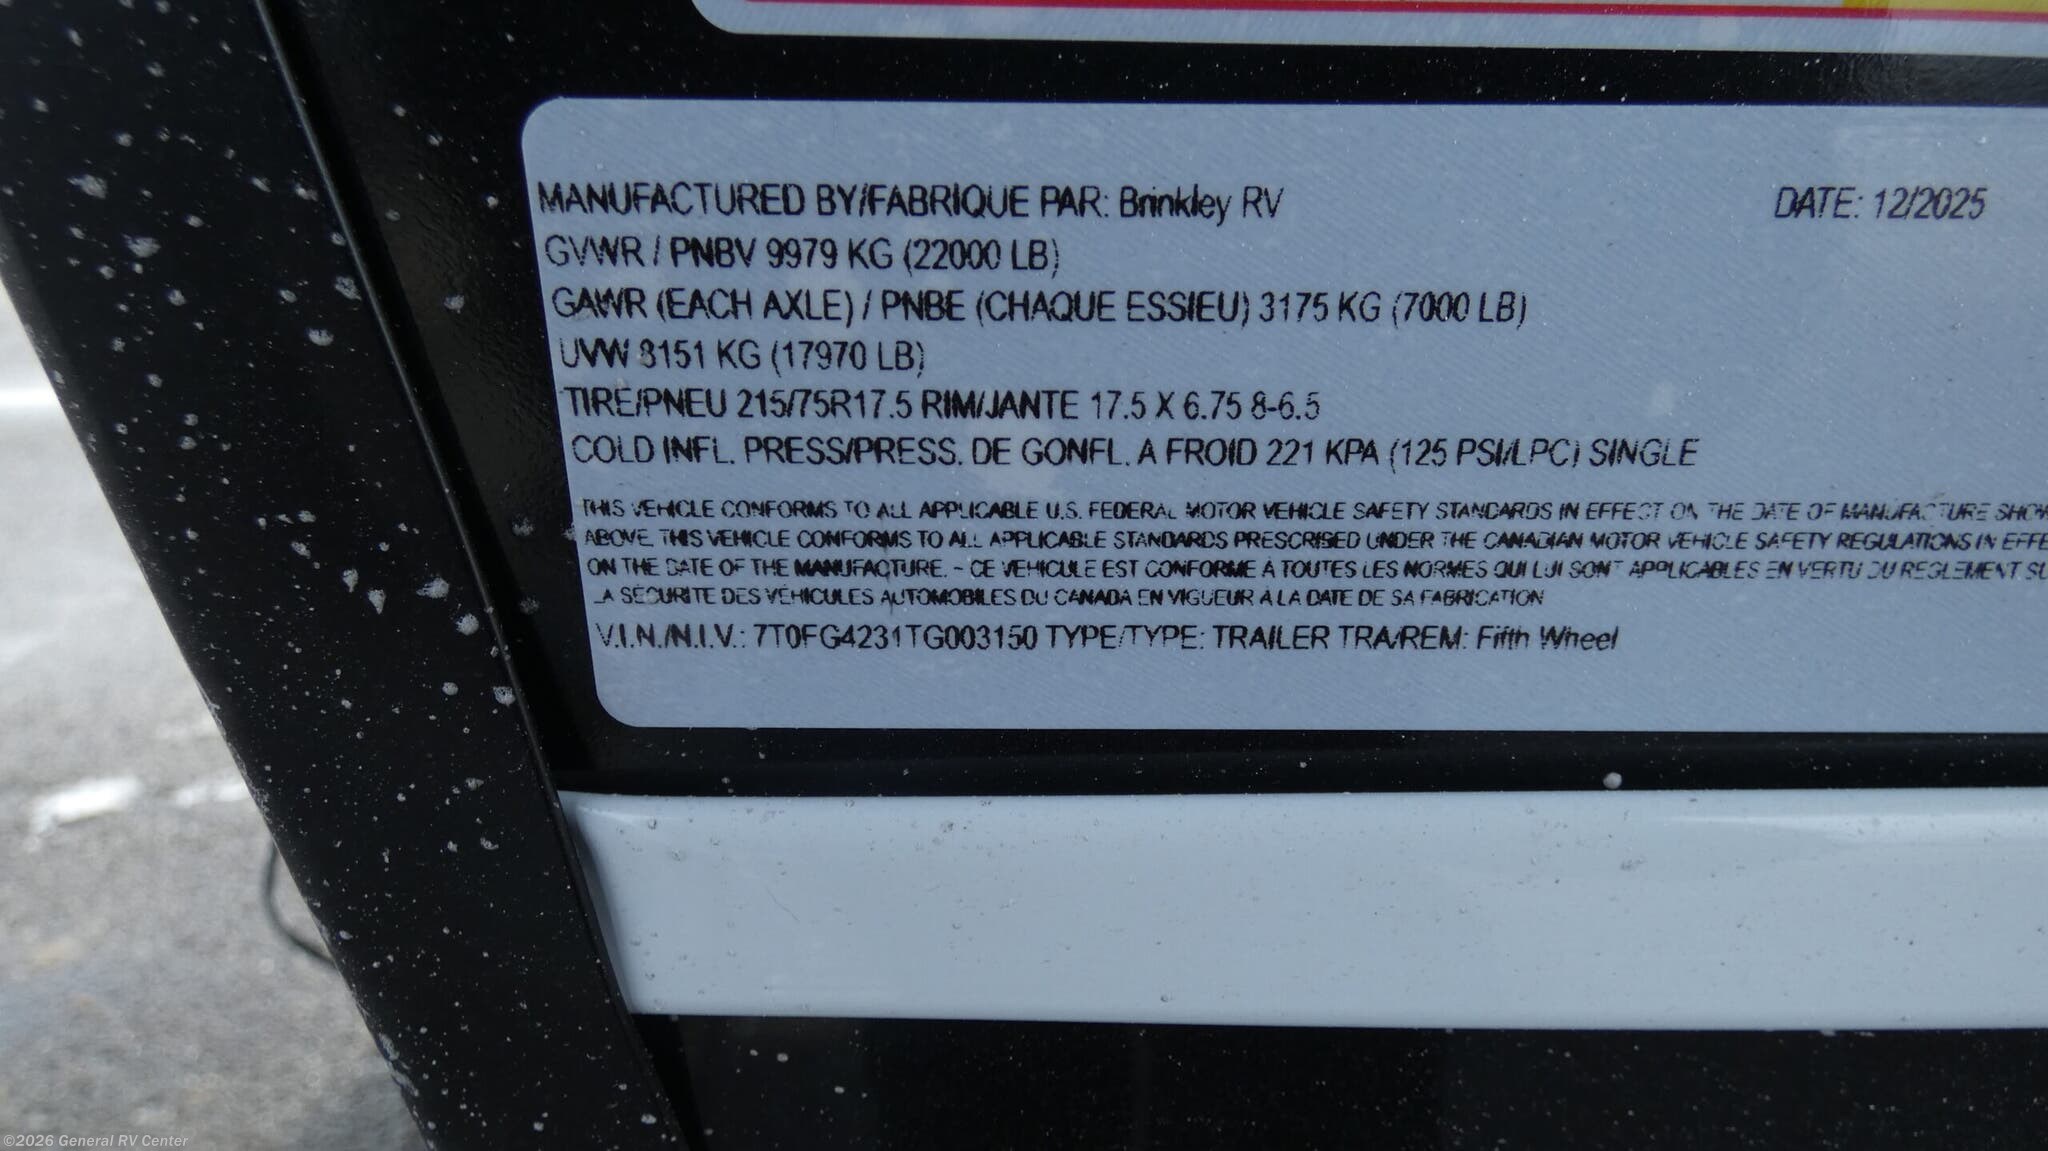 MANUFACTURED BY/FABRIQUE PAR: Brinkley RV DATE: 12/2025
GVWR / PNBV 9979 KG (22000 LB)
GAWR (EACH AXLE) / PNBE (CHAQUE ESSIEU) 3175 KG (7000 LB)
UVW 8151 KG (17970 LB)
TIRE/PNEU 215/75R17.5 RIM/JANTE 17.5 X 6.75 8-6.5
COLD INFL. PRESS/PRESS. DE GONFL. A FROID 221 KPA (125 PSI/LPC) SINGLE
THIS VEHICLE CONFORMS TO ALL APPLICABLE U.S. FEDERAL MOTOR VEHICLE SAFETY STANDARDS IN EFFECT ON THE DATE OF MANUFACTURE SHOW
ABOVE. THIS VEHICLE CONFORMS TO ALL APPLICABLE STANDARDS PRESCRIBED UNDER THE CANADIAN MOTOR VEHICLE SAFETY REGULATIONS IN EFFE
ON THE DATE OF THE MANUFACTURE. - CE VEHICULE EST CONFORME A TOUTES LES NORMES QUI LUI SONT APPLICABLES EN VERTU DU REGLEMENT SU
LA SECURITE DES VEHICULES AUTOMOBILES DU CANADA EN VIGUEUR A LA DATE DE SA FABRICATION
V.I.N./N.I.V.: 7T0FG4231TG003150 TYPE/TYPE: TRAILER TRA/REM: Fifth Wheel
©2026 General RV Center